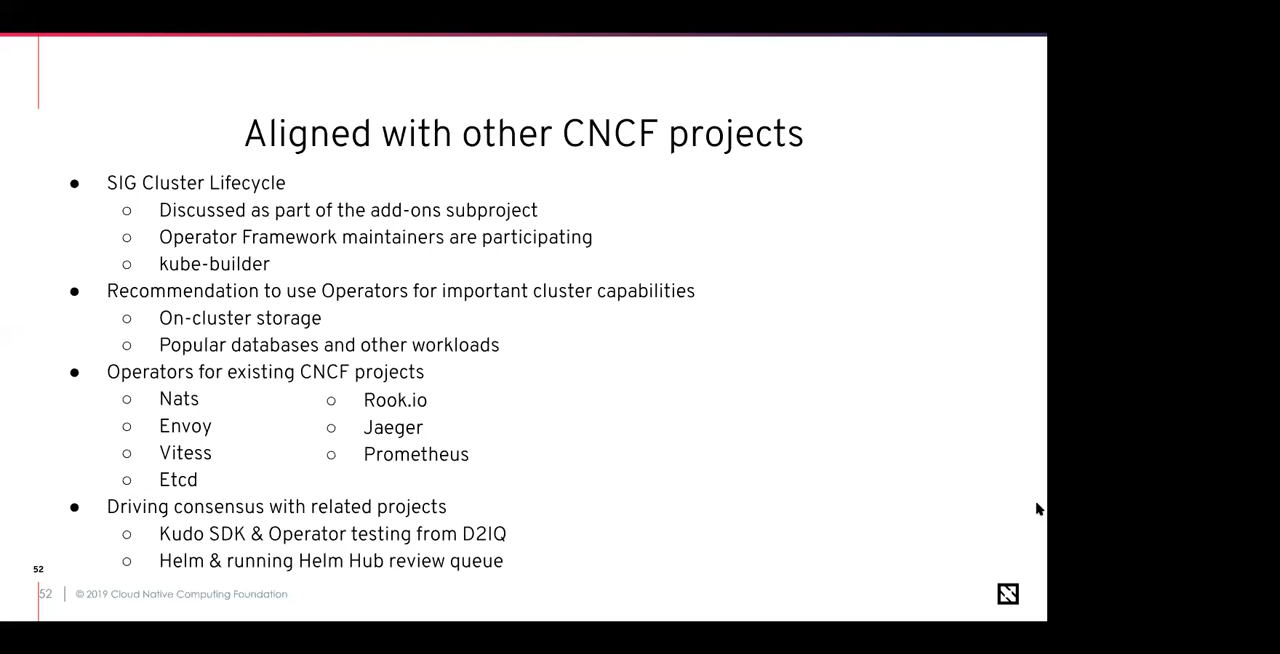 Aligned with other CNCF projects
● SIG Cluster Lifecycle
○ Discussed as part of the add-ons subproject
○ Operator Framework maintainers are participating
○ kube-builder
● Recommendation to use Operators for important cluster capabilities
○ On-cluster storage
○ Popular databases and other workloads
● Operators for existing CNCF projects
○ Nats
○ Envoy
○ Vitess
○ Etcd
○ Rook.io
○ Jaeger
○ Prometheus
● Driving consensus with related projects
○ Kudo SDK & Operator testing from D2IQ
○ Helm & running Helm Hub review queue
52
52 | © 2019 Cloud Native Computing Foundation